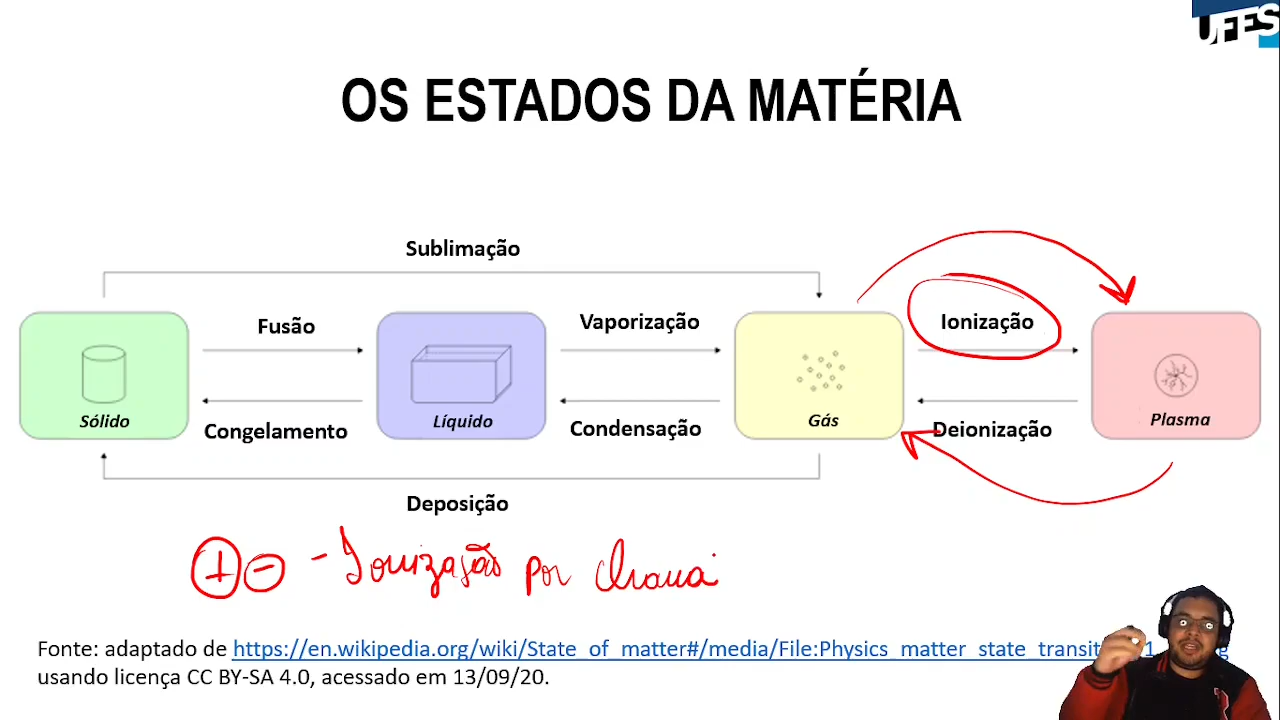 UFES
OS ESTADOS DA MATÉRIA
Sublimação
Fusão
Vaporização
Ionização
Sólido
Líquido
Gás
Plasma
Congelamento
Condensação
Deionização
Deposição
+ - - Ionização por
Fonte: adaptado de https://en.wikipedia.org/wiki/State_of_matter#/media/File:Physics_matter_state_transit
usando licença CC BY-SA 4.0, acessado em 13/09/20.